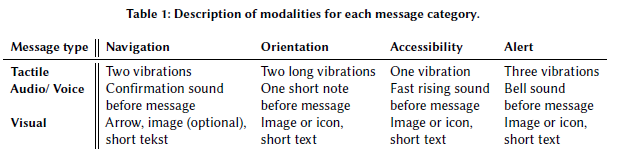 Table 1: Description of modalities for each message category.
Message type Navigation Orientation Accessibility Alert
Tactile Two vibrations Two long vibrations One vibration Three vibrations
Audio/ Voice Confirmation sound One short note Fast rising sound Bell sound
before message before message before message before message
Visual Arrow, image (optional), Image or icon, Image or icon, Image or icon,
short tekst short text short text short text